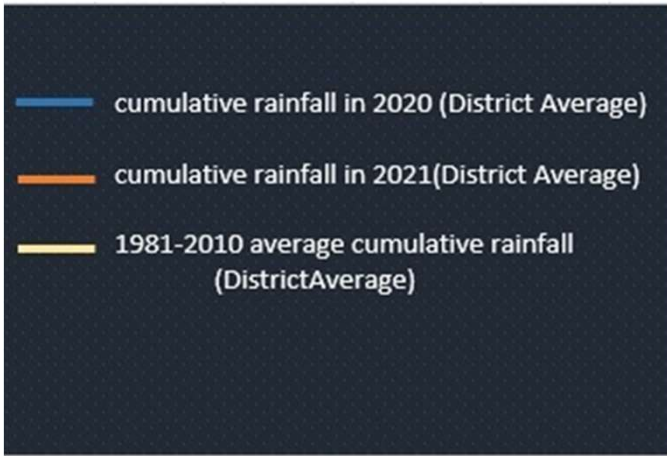 cumulative rainfall in 2020 (District Average)
cumulative rainfall in 2021(District Average)
1981-2010 average cumulative rainfall
(DistrictAverage)